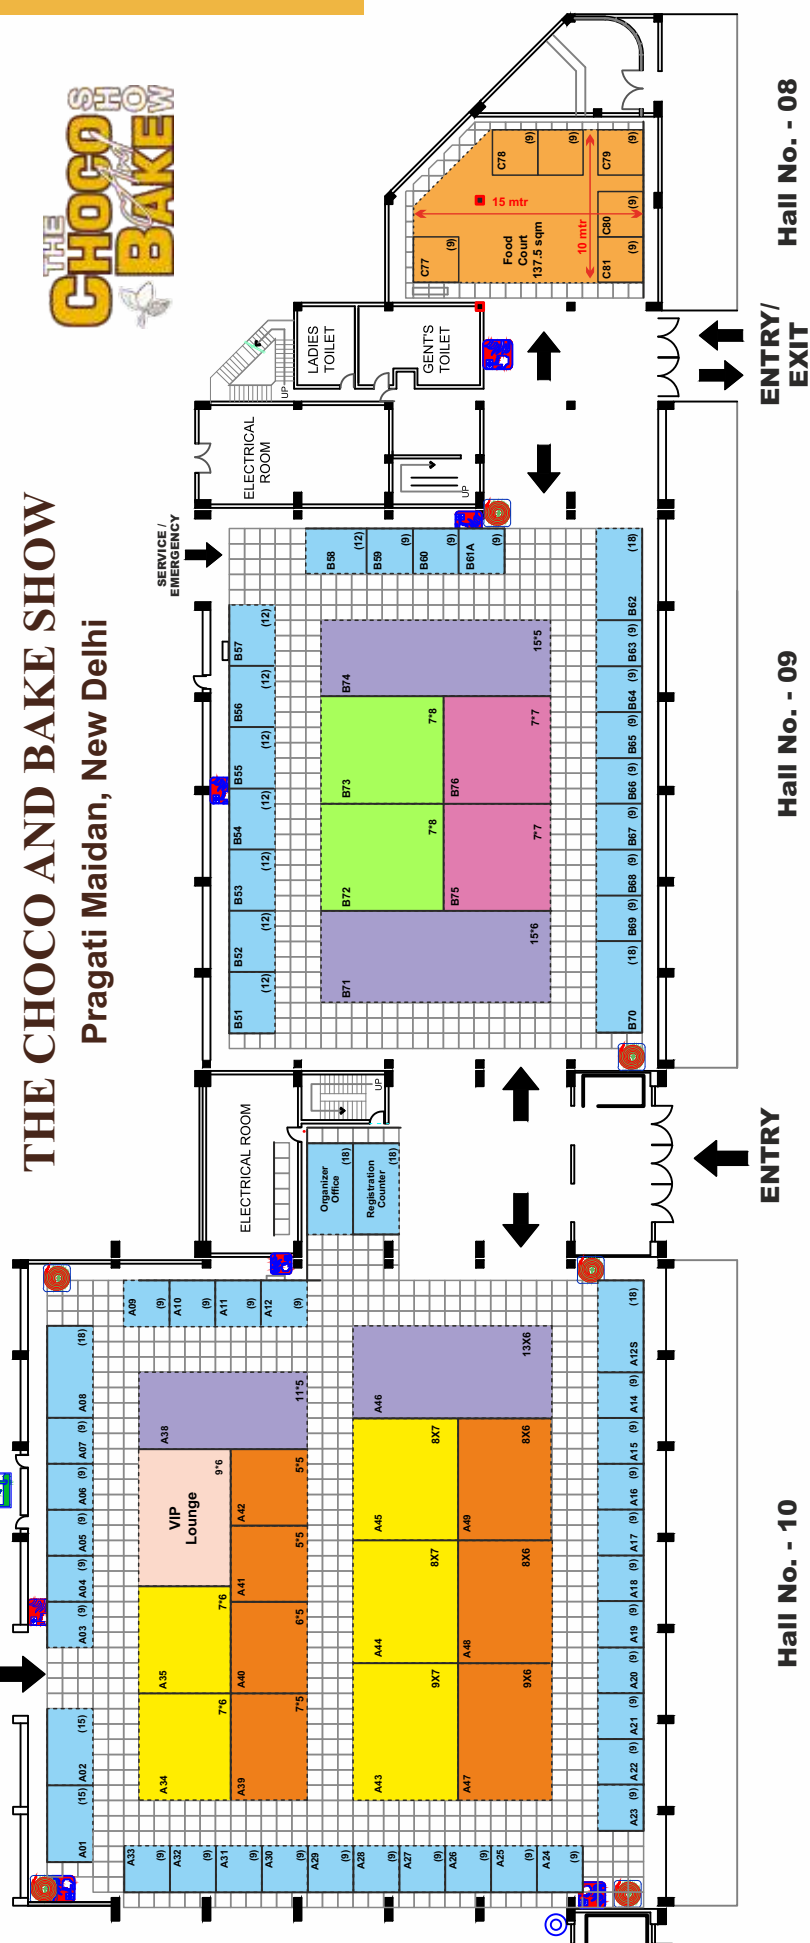 THE
CHOCO
SHOW
And
BAKE
THE CHOCO AND BAKE SHOW
Pragati Maidan, New Delhi
Hall No. - 08
C78
(9)
(9)
C79
(9)
C80
(9)
C81
(9)
C77
(9)
15 mtr
10 mtr
Food
Court
137.5 sqm
LADIES
TOILET
GENT'S
TOILET
UP
ENTRY/
EXIT
ELECTRICAL
ROOM
UP
SERVICE /
EMERGENCY
Hall No. - 09
B58 (12)
B59 (9)
B60 (9)
B61A (9)
B57 (12)
B56 (12)
B55 (12)
B54 (12)
B53 (12)
B52 (12)
B51 (12)
B74 15*5
B73 7*8
B76 7*7
B72 7*8
B75 7*7
B71 15*6
B62 (18)
B63 (9)
B64 (9)
B65 (9)
B66 (9)
B67 (9)
B68 (9)
B69 (9)
B70 (18)
ELECTRICAL ROOM
UP
Organizer
Office
(18)
Registration
Counter
(18)
ENTRY
Hall No. - 10
A09 (9)
A10 (9)
A11 (9)
A12 (9)
A08 (18)
A07 (9)
A06 (9)
A05 (9)
A04 (9)
A03 (9)
A02 (15)
A01 (15)
A38 11*5
VIP
Lounge
9*6
A42 5*5
A41 5*5
A35 7*6
A40 6*5
A34 7*6
A39 7*5
A46 13X6
A45 8X7
A49 8X6
A44 8X7
A48 8X6
A43 9X7
A47 9X6
A12S (18)
A14 (9)
A15 (9)
A16 (9)
A17 (9)
A18 (9)
A19 (9)
A20 (9)
A21 (9)
A22 (9)
A23 (9)
A33 (9)
A32 (9)
A31 (9)
A30 (9)
A29 (9)
A28 (9)
A27 (9)
A26 (9)
A25 (9)
A24 (9)